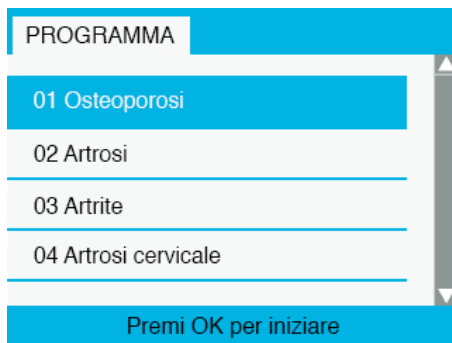 PROGRAMMA
01 Osteoporosi
02 Artrosi
03 Artrite
04 Artrosi cervicale
Premi OK per iniziare